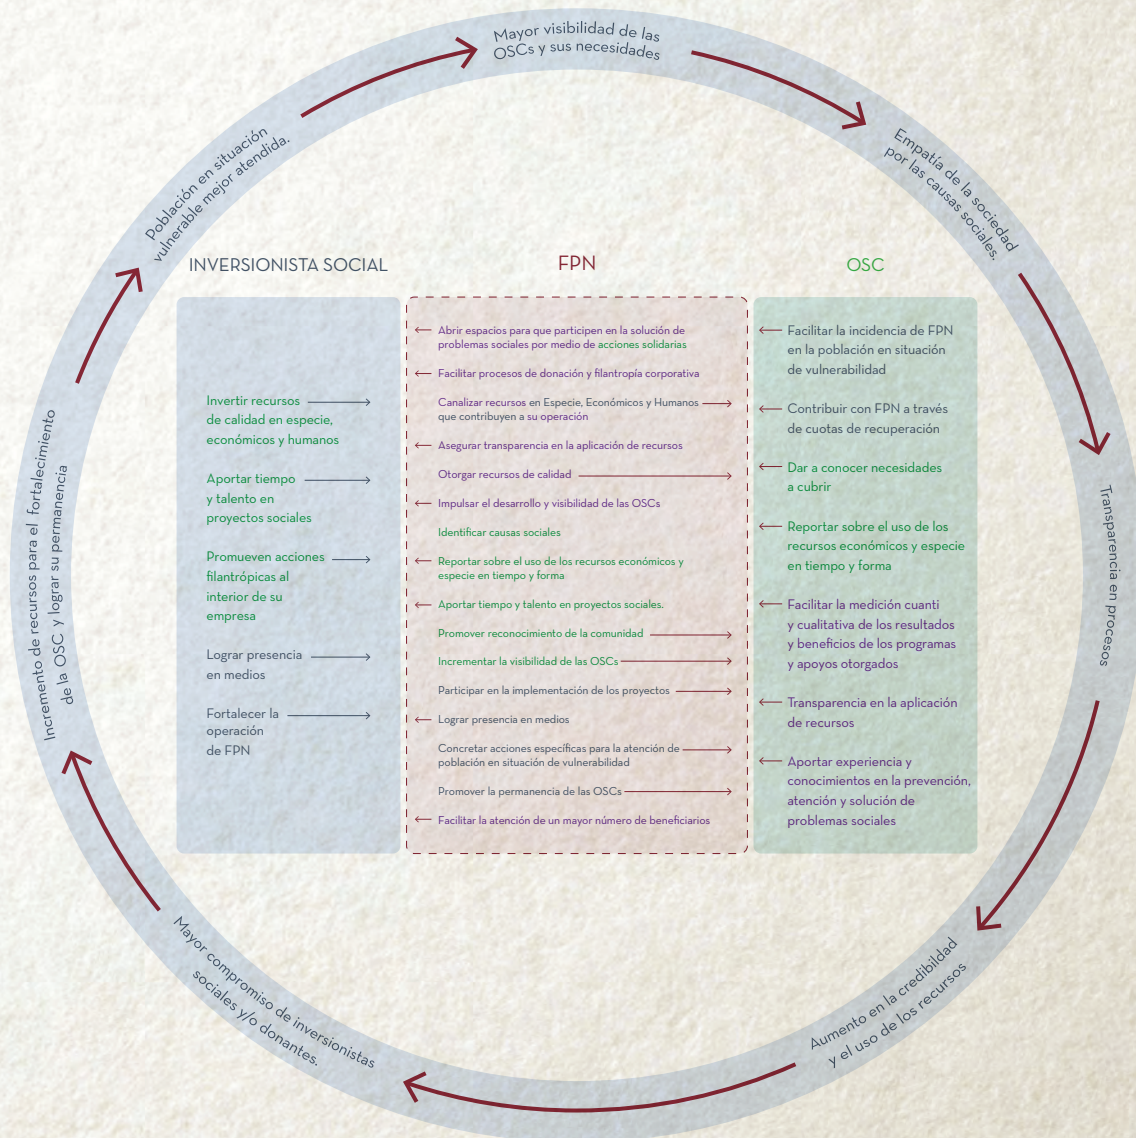 Mayor visibilidad de las
OSCs y sus necesidades
Empatía de la sociedad
por las causas sociales.
Transparencia en procesos
Aumento en la credibildad
y el uso de los recursos
Mayor compromiso de inversionistas
sociales y/o donantes.
Incremento de recursos para el fortalecimiento
de la OSC y lograr su permanencia
Población en situación
vulnerable mejor atendida.
INVERSIONISTA SOCIAL
Invertir recursos
de calidad en especie,
económicos y humanos
Aportar tiempo
y talento en
proyectos sociales
Promueven acciones
filantrópicas al
interior de su
empresa
Lograr presencia
en medios
Fortalecer la
operación
de FPN
FPN
Abrir espacios para que participen en la solución de
problemas sociales por medio de acciones solidarias
Facilitar procesos de donación y filantropía corporativa
Canalizar recursos en Especie, Económicos y Humanos
que contribuyen a su operación
Asegurar transparencia en la aplicación de recursos
Otorgar recursos de calidad
Impulsar el desarrollo y visibilidad de las OSCs
Identificar causas sociales
Reportar sobre el uso de los recursos económicos y
especie en tiempo y forma
Aportar tiempo y talento en proyectos sociales.
Promover reconocimiento de la comunidad
Incrementar la visibilidad de las OSCs
Participar en la implementación de los proyectos
Lograr presencia en medios
Concretar acciones específicas para la atención de
población en situación de vulnerabilidad
Promover la permanencia de las OSCs
Facilitar la atención de un mayor número de beneficiarios
OSC
Facilitar la incidencia de FPN
en la población en situación
de vulnerabilidad
Contribuir con FPN a través
de cuotas de recuperación
Dar a conocer necesidades
a cubrir
Reportar sobre el uso de los
recursos económicos y especie
en tiempo y forma
Facilitar la medición cuanti
y cualitativa de los resultados
y beneficios de los programas
y apoyos otorgados
Transparencia en la aplicación
de recursos
Aportar experiencia y
conocimientos en la prevención,
atención y solución de
problemas sociales